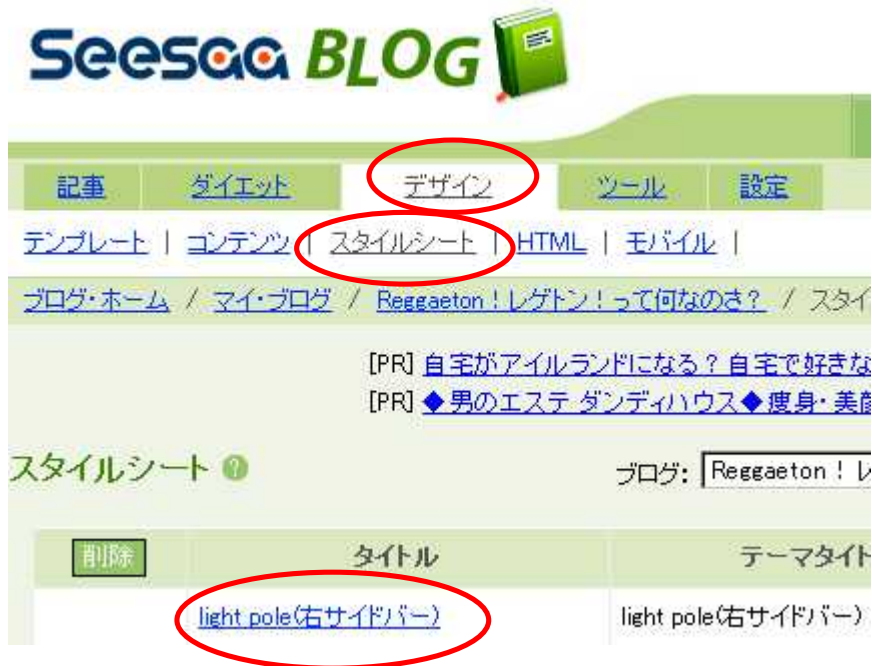 Seesaa BLOG
記事 ダイエット デザイン ツール 設定
テンプレート | コンテンツ | スタイルシート | HTML | モバイル |
ブログ・ホーム / マイ・ブログ / Reggaeton！レゲトン！って何なのさ？ / スタイ
[PR] 自宅がアイルランドになる？自宅で好きな
[PR] ◆男のエステ ダンディハウス◆痩身・美顔
スタイルシート ?
ブログ: Reggaeton！レ
削除 タイトル テーマタイト
light pole(右サイドバー) light pole(右サイドバー)